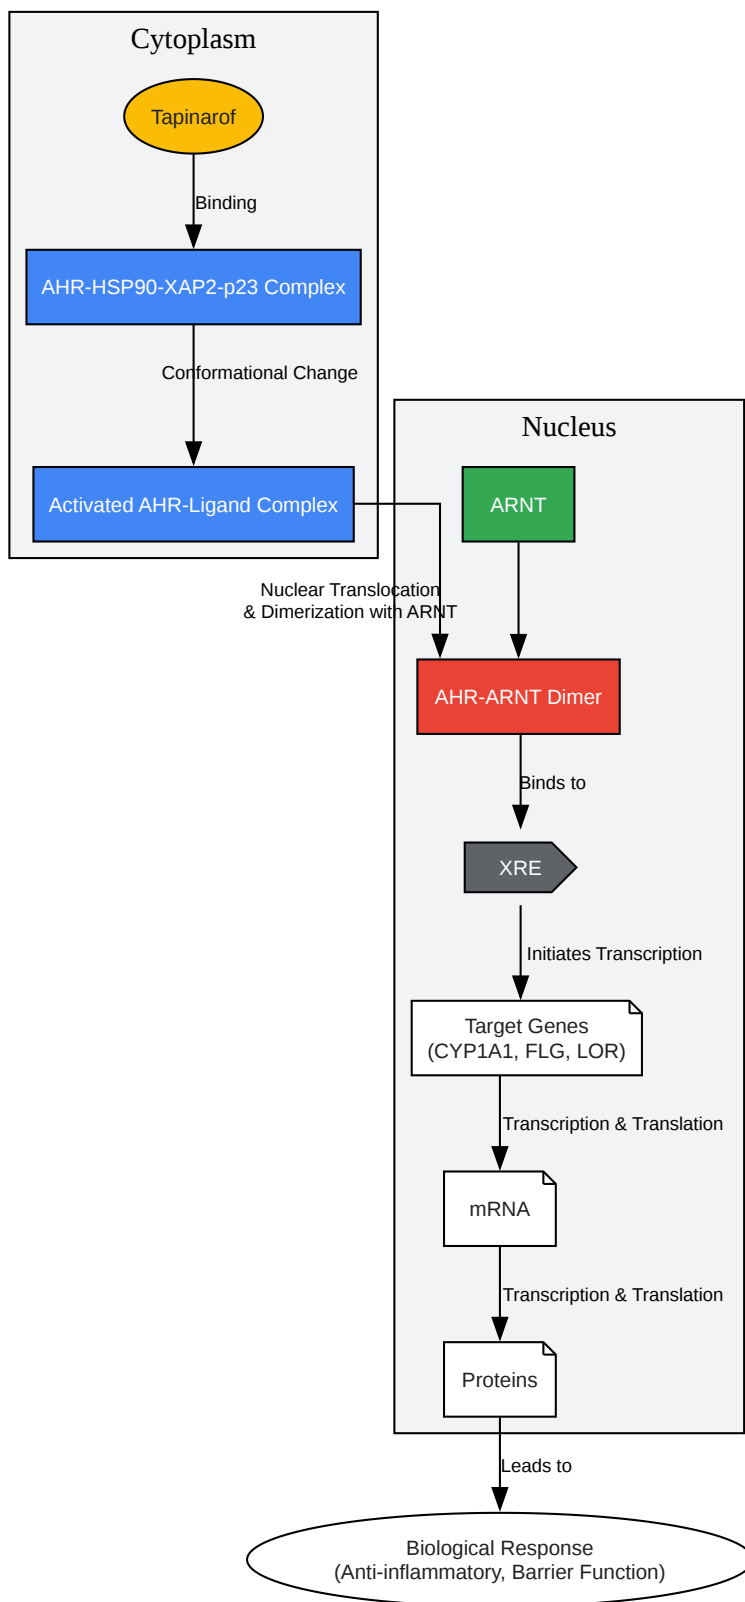 Cytoplasm
Tapinarof
Binding
AHR-HSP90-XAP2-p23 Complex
Conformational Change
Activated AHR-Ligand Complex
Nucleus
ARNT
Nuclear Translocation
& Dimerization with ARNT
AHR-ARNT Dimer
Binds to
XRE
Initiates Transcription
Target Genes
(CYP1A1, FLG, LOR)
Transcription & Translation
mRNA
Transcription & Translation
Proteins
Leads to
Biological Response
(Anti-inflammatory, Barrier Function)